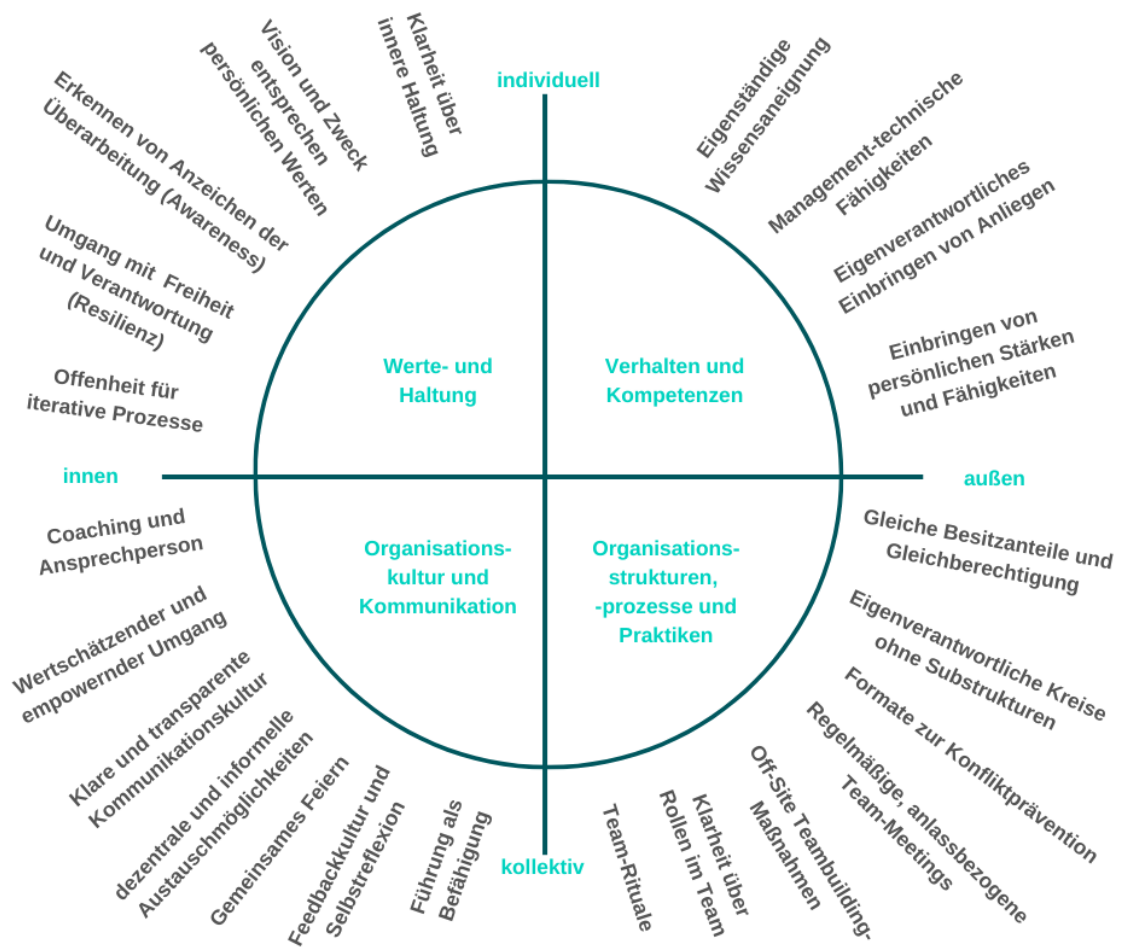 individuell
Klarheit über
innere Haltung
Vision und Zweck
entsprechen
persönlichen Werten
Erkennen von Anzeichen der
Überarbeitung (Awareness)
Umgang mit Freiheit
und Verantwortung
(Resilienz)
Offenheit für
iterative Prozesse
Eigenständige
Wissensaneignung
Management-technische
Fähigkeiten
Eigenverantwortliches
Einbringen von Anliegen
Einbringen von
persönlichen Stärken
und Fähigkeiten
Werte- und
Haltung
Verhalten und
Kompetenzen
innen
außen
Organisations-
kultur und
Kommunikation
Organisations-
strukturen,
-prozesse und
Praktiken
Coaching und
Ansprechperson
Wertschätzender und
empowernder Umgang
Klare und transparente
Kommunikationskultur
dezentrale und informelle
Austauschmöglichkeiten
Gemeinsames Feiern
Feedbackkultur und
Selbstreflexion
Führung als
Befähigung
Gleiche Besitzanteile und
Gleichberechtigung
Eigenverantwortliche Kreise
ohne Substrukturen
Formate zur Konfliktprävention
Regelmäßige, anlassbezogene
Team-Meetings
Off-Site Teambuilding-
Maßnahmen
Klarheit über
Rollen im Team
Team-Rituale
kollektiv